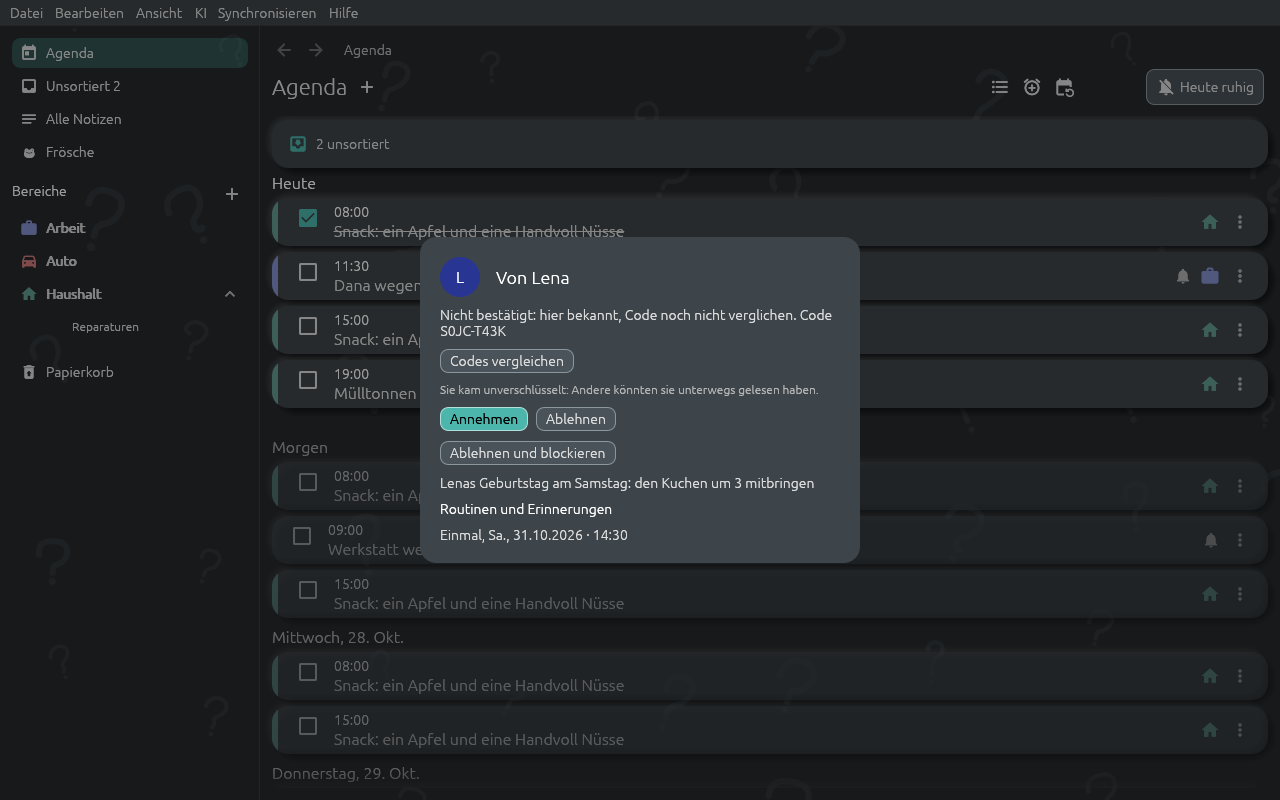 Datei Bearbeiten Ansicht KI Synchronisieren Hilfe
Agenda
Unsortiert 2
Alle Notizen
Frösche
Bereiche
Arbeit
Auto
Haushalt
Reparaturen
Papierkorb
Agenda
Agenda
Heute ruhig
2 unsortiert
Heute
08:00
Snack: ein Apfel und eine Handvoll Nüsse
11:30
Dana wegen
15:00
Snack: ein
19:00
Mülltonnen
Von Lena
L
Nicht bestätigt: hier bekannt, Code noch nicht verglichen. Code
S0JC-T43K
Codes vergleichen
Sie kam unverschlüsselt: Andere könnten sie unterwegs gelesen haben.
Annehmen Ablehnen
Ablehnen und blockieren
Lenas Geburtstag am Samstag: den Kuchen um 3 mitbringen
Routinen und Erinnerungen
Einmal, Sa., 31.10.2026 · 14:30
Morgen
08:00
Snack: ein
09:00
Werkstatt
15:00
Snack: ein Apfel und eine Handvoll Nüsse
Mittwoch, 28. Okt.
08:00
Snack: ein Apfel und eine Handvoll Nüsse
15:00
Snack: ein Apfel und eine Handvoll Nüsse
Donnerstag, 29. Okt.